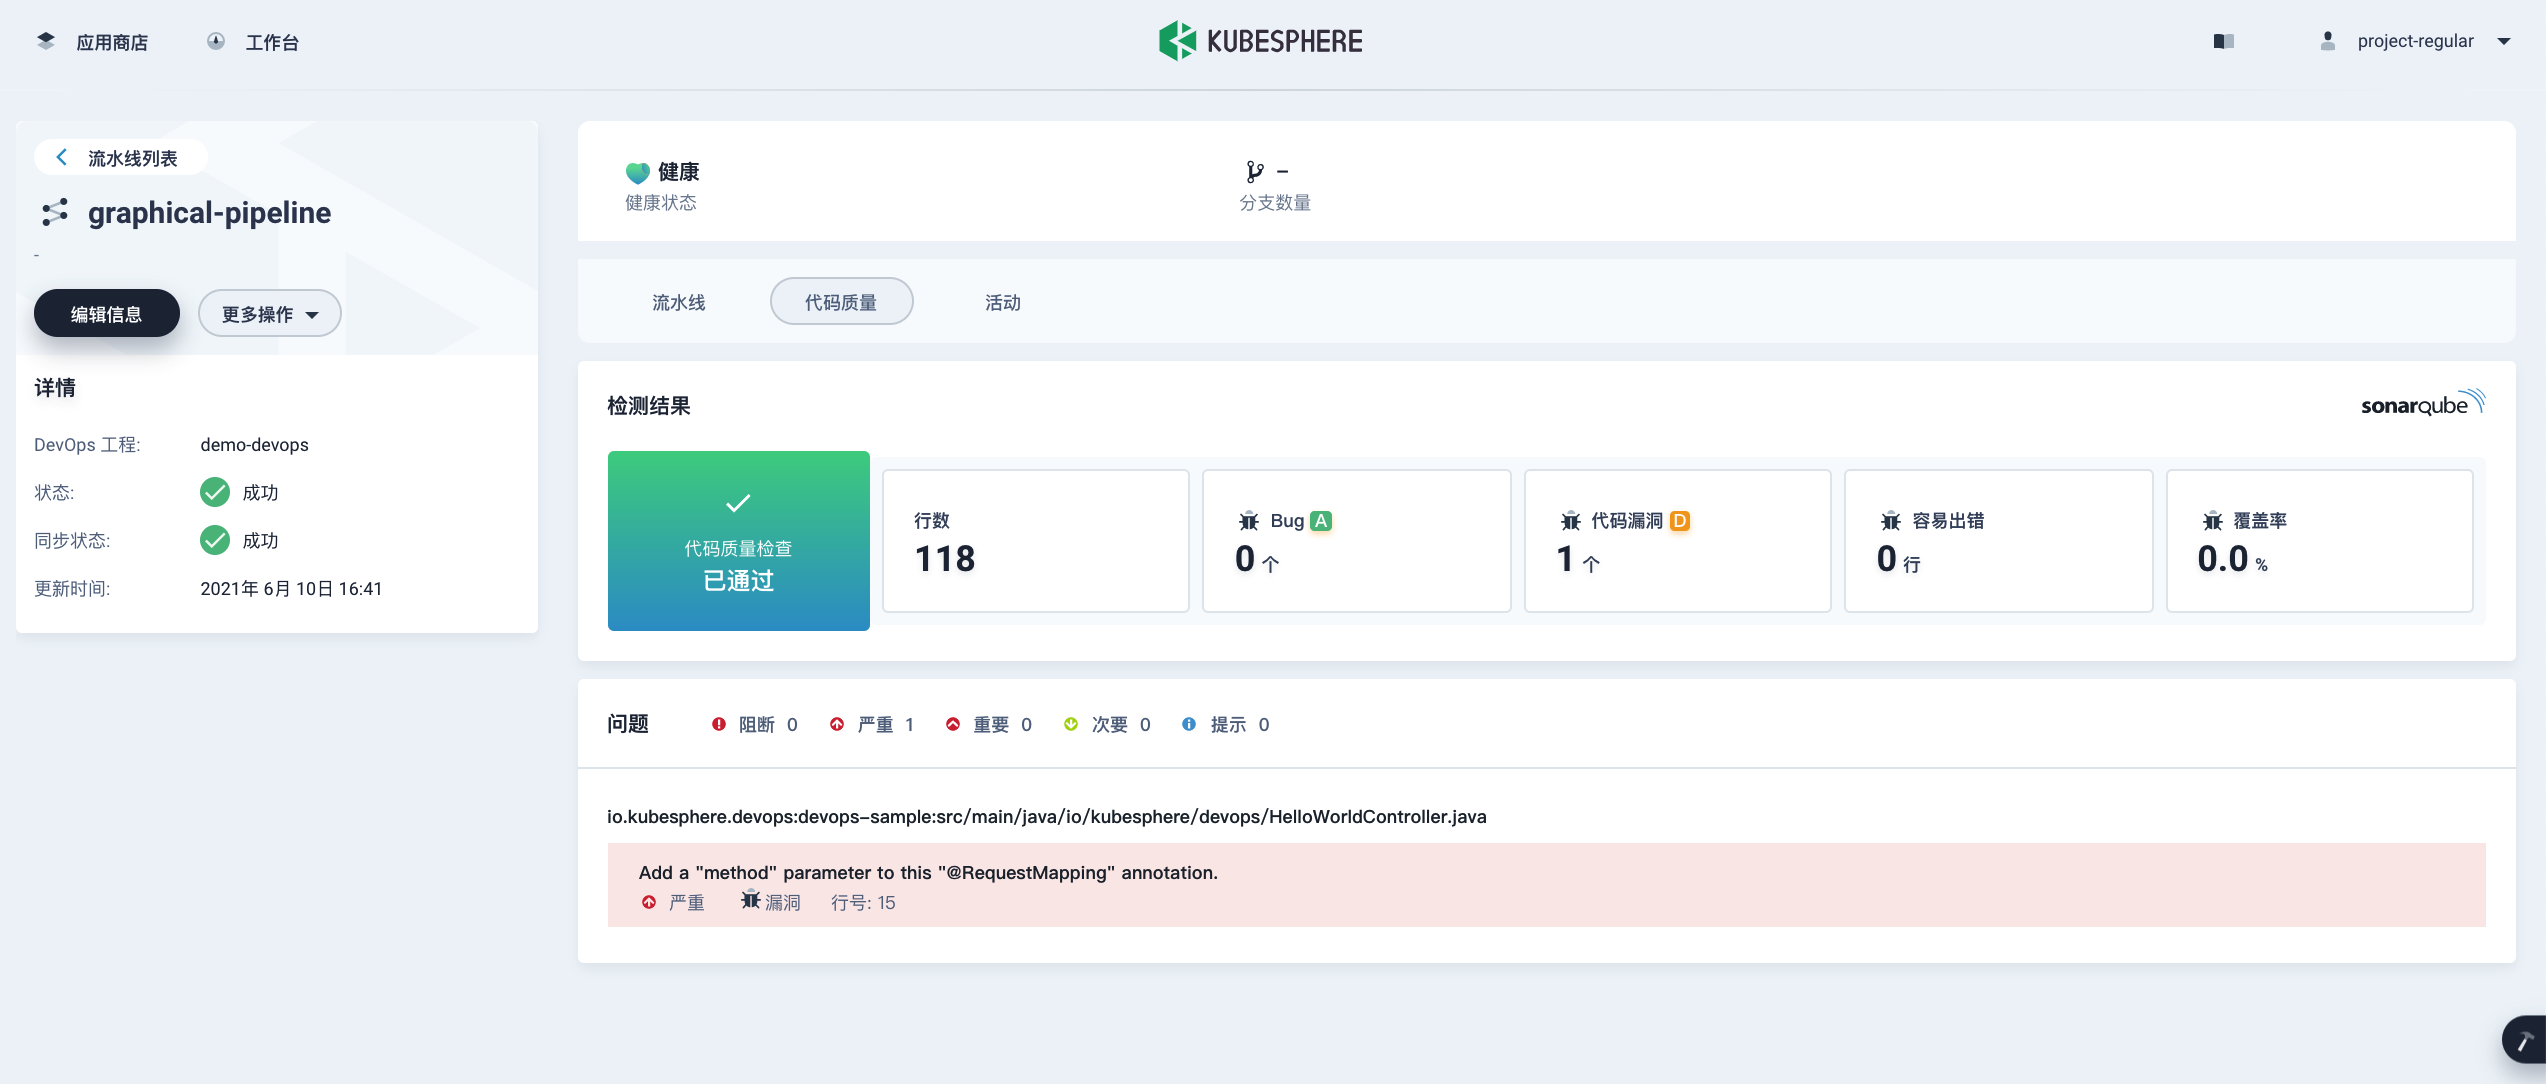 应用商店 工作台 KUBESPHERE project-regular
流水线列表
graphical-pipeline
-
编辑信息 更多操作
详情
DevOps 工程: demo-devops
状态: 成功
同步状态: 成功
更新时间: 2021年 6月 10日 16:41
健康 –
健康状态 分支数量
流水线 代码质量 活动
检测结果 sonarqube
代码质量检查
已通过
行数
118
Bug A
0 个
代码漏洞 D
1 个
容易出错
0 行
覆盖率
0.0 %
问题 阻断 0 严重 1 重要 0 次要 0 提示 0
io.kubesphere.devops:devops-sample:src/main/java/io/kubesphere/devops/HelloWorldController.java
Add a "method" parameter to this "@RequestMapping" annotation.
严重 漏洞 行号: 15